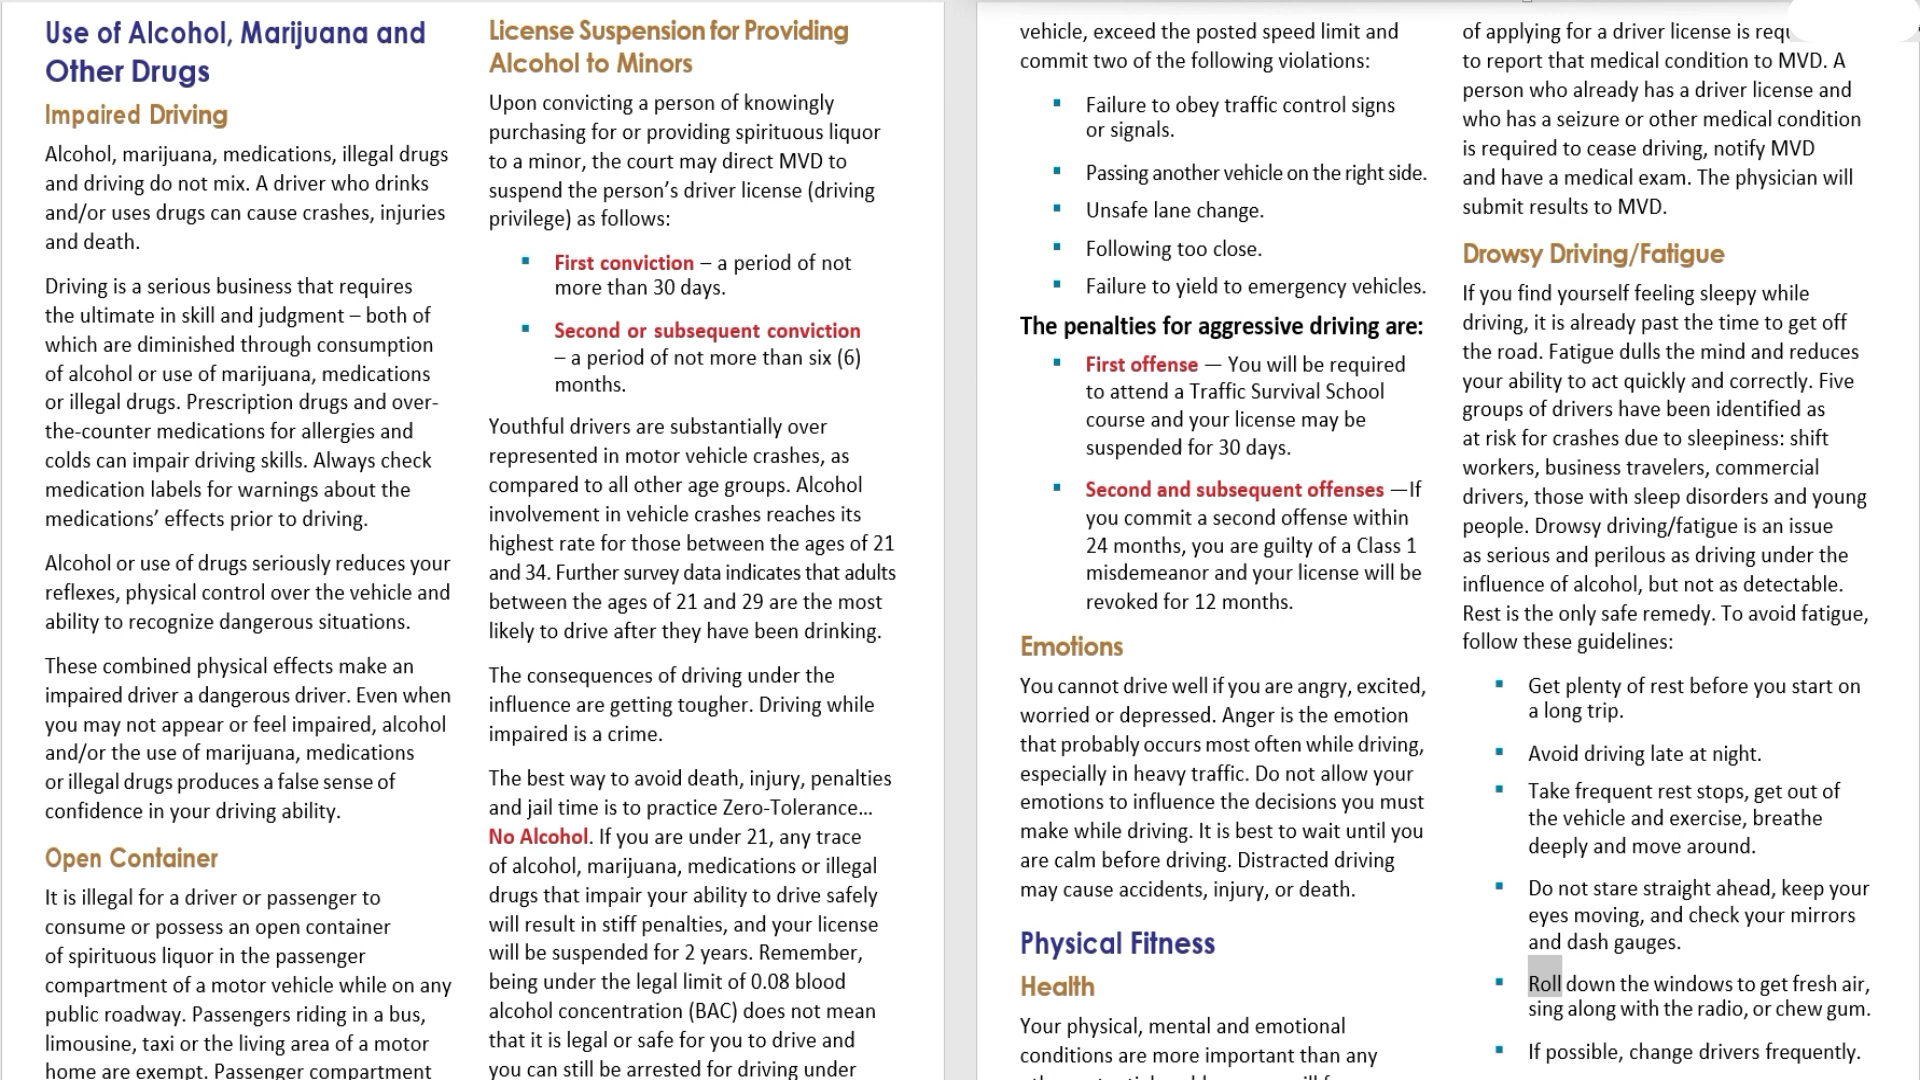 Use of Alcohol, Marijuana and
Other Drugs
Impaired Driving
Alcohol, marijuana, medications, illegal drugs
and driving do not mix. A driver who drinks
and/or uses drugs can cause crashes, injuries
and death.
Driving is a serious business that requires
the ultimate in skill and judgment – both of
which are diminished through consumption
of alcohol or use of marijuana, medications
or illegal drugs. Prescription drugs and over-
the-counter medications for allergies and
colds can impair driving skills. Always check
medication labels for warnings about the
medications’ effects prior to driving.
Alcohol or use of drugs seriously reduces your
reflexes, physical control over the vehicle and
ability to recognize dangerous situations.
These combined physical effects make an
impaired driver a dangerous driver. Even when
you may not appear or feel impaired, alcohol
and/or the use of marijuana, medications
or illegal drugs produces a false sense of
confidence in your driving ability.
Open Container
It is illegal for a driver or passenger to
consume or possess an open container
of spirituous liquor in the passenger
compartment of a motor vehicle while on any
public roadway. Passengers riding in a bus,
limousine, taxi or the living area of a motor
home are exempt. Passenger compartment
License Suspension for Providing
Alcohol to Minors
Upon convicting a person of knowingly
purchasing for or providing spirituous liquor
to a minor, the court may direct MVD to
suspend the person’s driver license (driving
privilege) as follows:
▪ First conviction – a period of not
more than 30 days.
▪ Second or subsequent conviction
– a period of not more than six (6)
months.
Youthful drivers are substantially over
represented in motor vehicle crashes, as
compared to all other age groups. Alcohol
involvement in vehicle crashes reaches its
highest rate for those between the ages of 21
and 34. Further survey data indicates that adults
between the ages of 21 and 29 are the most
likely to drive after they have been drinking.
The consequences of driving under the
influence are getting tougher. Driving while
impaired is a crime.
The best way to avoid death, injury, penalties
and jail time is to practice Zero-Tolerance…
No Alcohol. If you are under 21, any trace
of alcohol, marijuana, medications or illegal
drugs that impair your ability to drive safely
will result in stiff penalties, and your license
will be suspended for 2 years. Remember,
being under the legal limit of 0.08 blood
alcohol concentration (BAC) does not mean
that it is legal or safe for you to drive and
you can still be arrested for driving under
vehicle, exceed the posted speed limit and
commit two of the following violations:
▪ Failure to obey traffic control signs
or signals.
▪ Passing another vehicle on the right side.
▪ Unsafe lane change.
▪ Following too close.
▪ Failure to yield to emergency vehicles.
The penalties for aggressive driving are:
▪ First offense — You will be required
to attend a Traffic Survival School
course and your license may be
suspended for 30 days.
▪ Second and subsequent offenses —If
you commit a second offense within
24 months, you are guilty of a Class 1
misdemeanor and your license will be
revoked for 12 months.
Emotions
You cannot drive well if you are angry, excited,
worried or depressed. Anger is the emotion
that probably occurs most often while driving,
especially in heavy traffic. Do not allow your
emotions to influence the decisions you must
make while driving. It is best to wait until you
are calm before driving. Distracted driving
may cause accidents, injury, or death.
Physical Fitness
Health
Your physical, mental and emotional
conditions are more important than any
of applying for a driver license is
to report that medical condition to MVD. A
person who already has a driver license and
who has a seizure or other medical condition
is required to cease driving, notify MVD
and have a medical exam. The physician will
submit results to MVD.
Drowsy Driving/Fatigue
If you find yourself feeling sleepy while
driving, it is already past the time to get off
the road. Fatigue dulls the mind and reduces
your ability to act quickly and correctly. Five
groups of drivers have been identified as
at risk for crashes due to sleepiness: shift
workers, business travelers, commercial
drivers, those with sleep disorders and young
people. Drowsy driving/fatigue is an issue
as serious and perilous as driving under the
influence of alcohol, but not as detectable.
Rest is the only safe remedy. To avoid fatigue,
follow these guidelines:
▪ Get plenty of rest before you start on
a long trip.
▪ Avoid driving late at night.
▪ Take frequent rest stops, get out of
the vehicle and exercise, breathe
deeply and move around.
▪ Do not stare straight ahead, keep your
eyes moving, and check your mirrors
and dash gauges.
▪ Roll down the windows to get fresh air,
sing along with the radio, or chew gum.
▪ If possible, change drivers frequently.